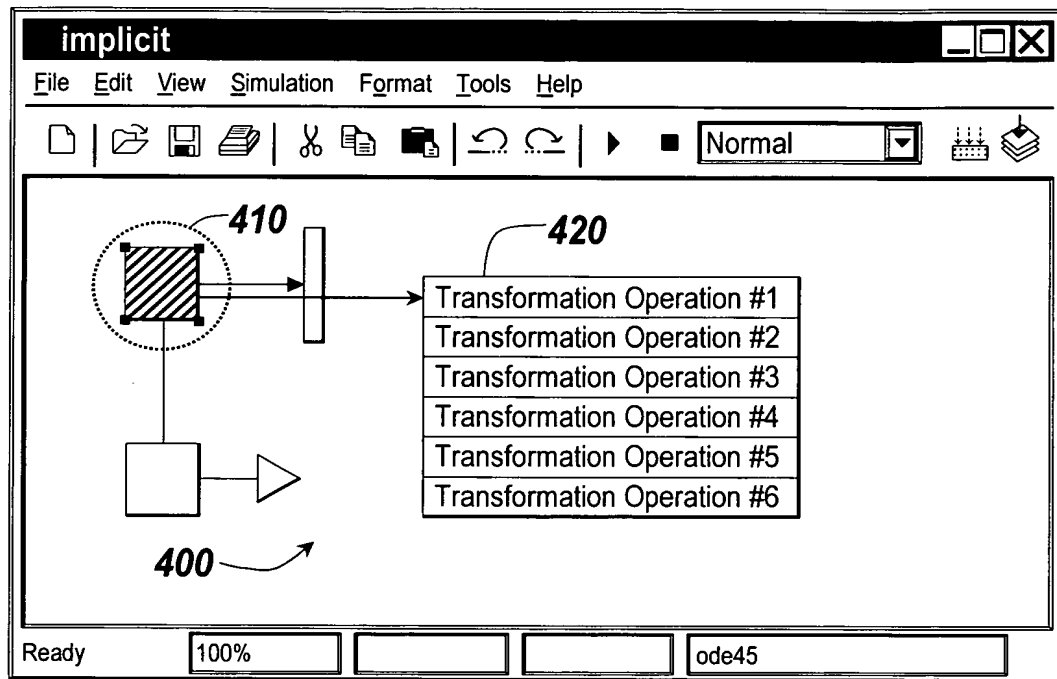 implicit
File Edit View Simulation Format Tools Help
Normal
410
420
Transformation Operation #1
Transformation Operation #2
Transformation Operation #3
Transformation Operation #4
Transformation Operation #5
Transformation Operation #6
400
Ready 100% ode45